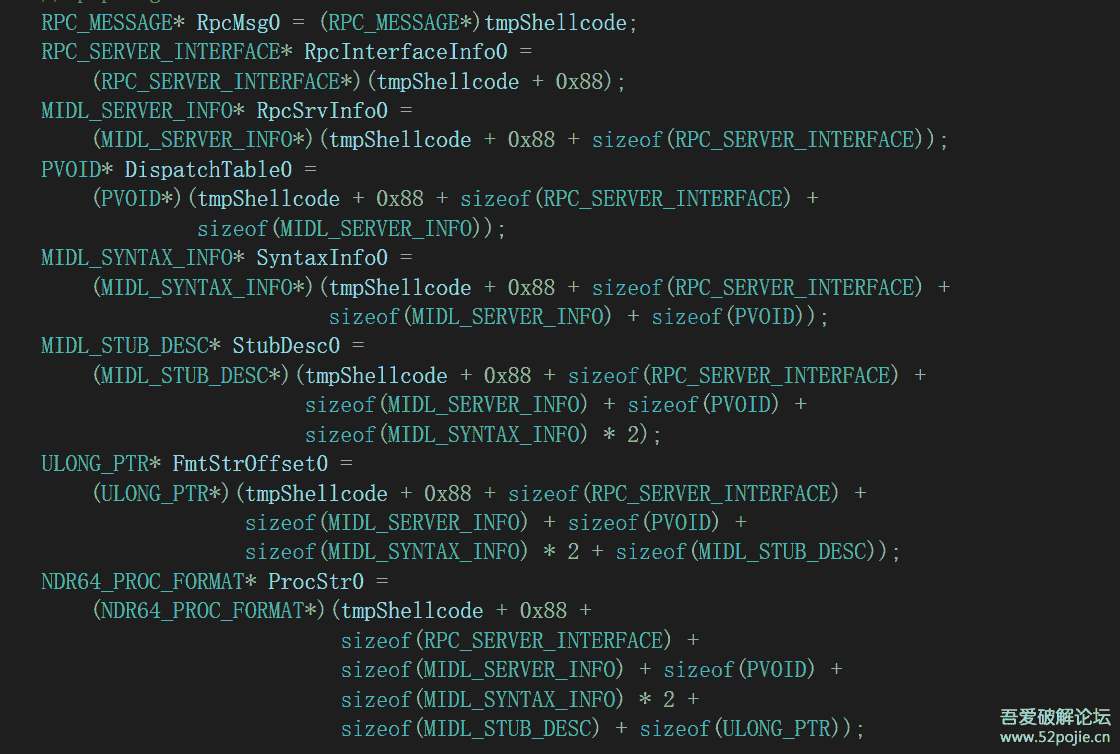 RPC_MESSAGE* RpcMsg0 = (RPC_MESSAGE*)tmpShellcode;
RPC_SERVER_INTERFACE* RpcInterfaceInfo0 =
(RPC_SERVER_INTERFACE*)(tmpShellcode + 0x88);
MIDL_SERVER_INFO* RpcSrvInfo0 =
(MIDL_SERVER_INFO*)(tmpShellcode + 0x88 + sizeof(RPC_SERVER_INTERFACE));
PVOID* DispatchTable0 =
(PVOID*)(tmpShellcode + 0x88 + sizeof(RPC_SERVER_INTERFACE) +
sizeof(MIDL_SERVER_INFO));
MIDL_SYNTAX_INFO* SyntaxInfo0 =
(MIDL_SYNTAX_INFO*)(tmpShellcode + 0x88 + sizeof(RPC_SERVER_INTERFACE) +
sizeof(MIDL_SERVER_INFO) + sizeof(PVOID));
MIDL_STUB_DESC* StubDesc0 =
(MIDL_STUB_DESC*)(tmpShellcode + 0x88 + sizeof(RPC_SERVER_INTERFACE) +
sizeof(MIDL_SERVER_INFO) + sizeof(PVOID) +
sizeof(MIDL_SYNTAX_INFO) * 2);
ULONG_PTR* FmtStrOffset0 =
(ULONG_PTR*)(tmpShellcode + 0x88 + sizeof(RPC_SERVER_INTERFACE) +
sizeof(MIDL_SERVER_INFO) + sizeof(PVOID) +
sizeof(MIDL_SYNTAX_INFO) * 2 + sizeof(MIDL_STUB_DESC));
NDR64_PROC_FORMAT* ProcStr0 =
(NDR64_PROC_FORMAT*)(tmpShellcode + 0x88 +
sizeof(RPC_SERVER_INTERFACE) +
sizeof(MIDL_SERVER_INFO) + sizeof(PVOID) +
sizeof(MIDL_SYNTAX_INFO) * 2 +
sizeof(MIDL_STUB_DESC) + sizeof(ULONG_PTR));
吾爱破解论坛
www.52pojie.cn